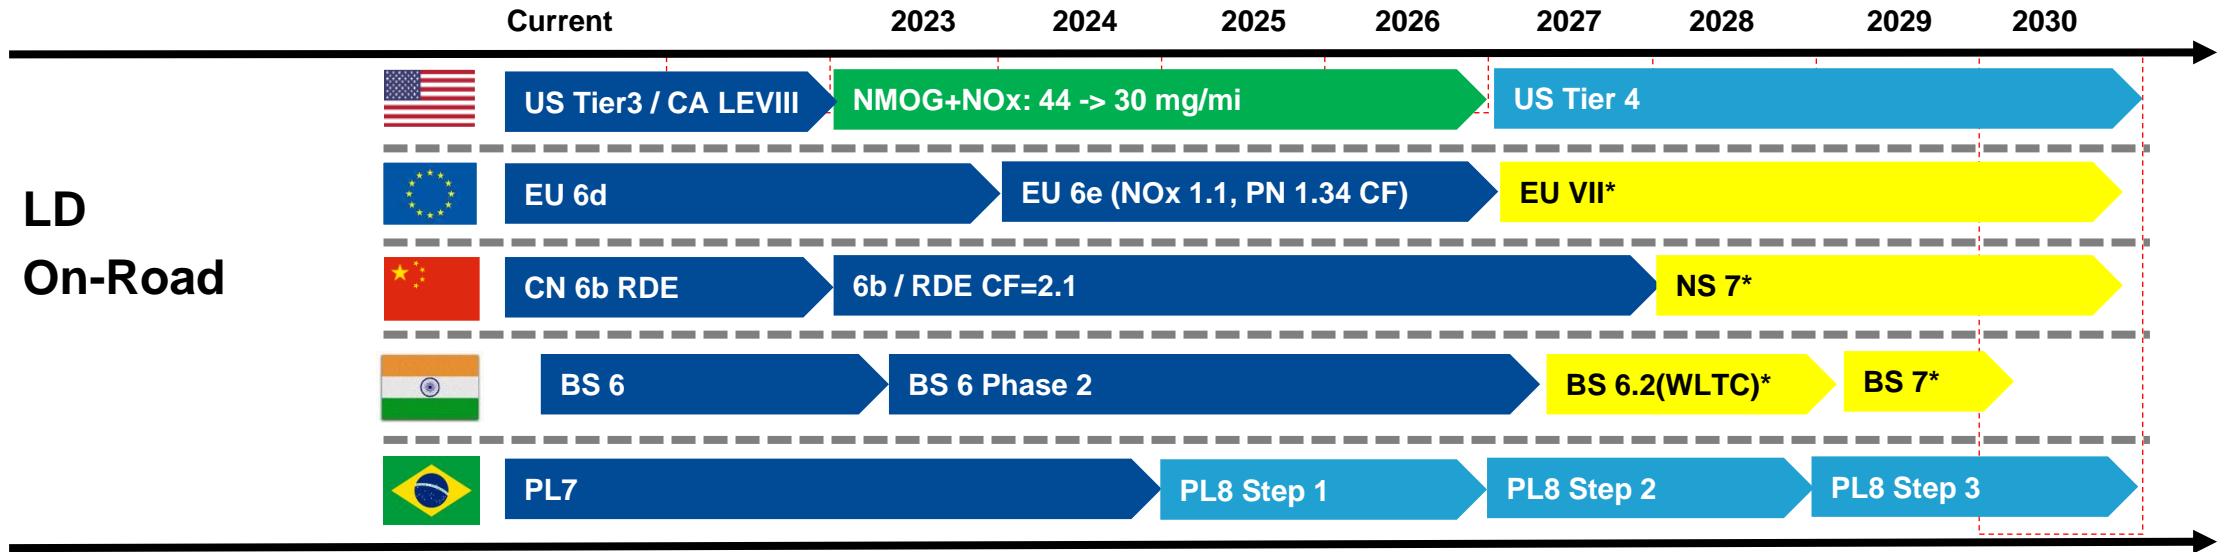 Current 2023 2024 2025 2026 2027 2028 2029 2030
US Tier3 / CA LEVIII NMOG+NOx: 44 -> 30 mg/mi US Tier 4
LD
On-Road
EU 6d EU 6e (NOx 1.1, PN 1.34 CF) EU VII*
CN 6b RDE 6b / RDE CF=2.1 NS 7*
BS 6 BS 6 Phase 2 BS 6.2(WLTC)* BS 7*
PL7 PL8 Step 1 PL8 Step 2 PL8 Step 3